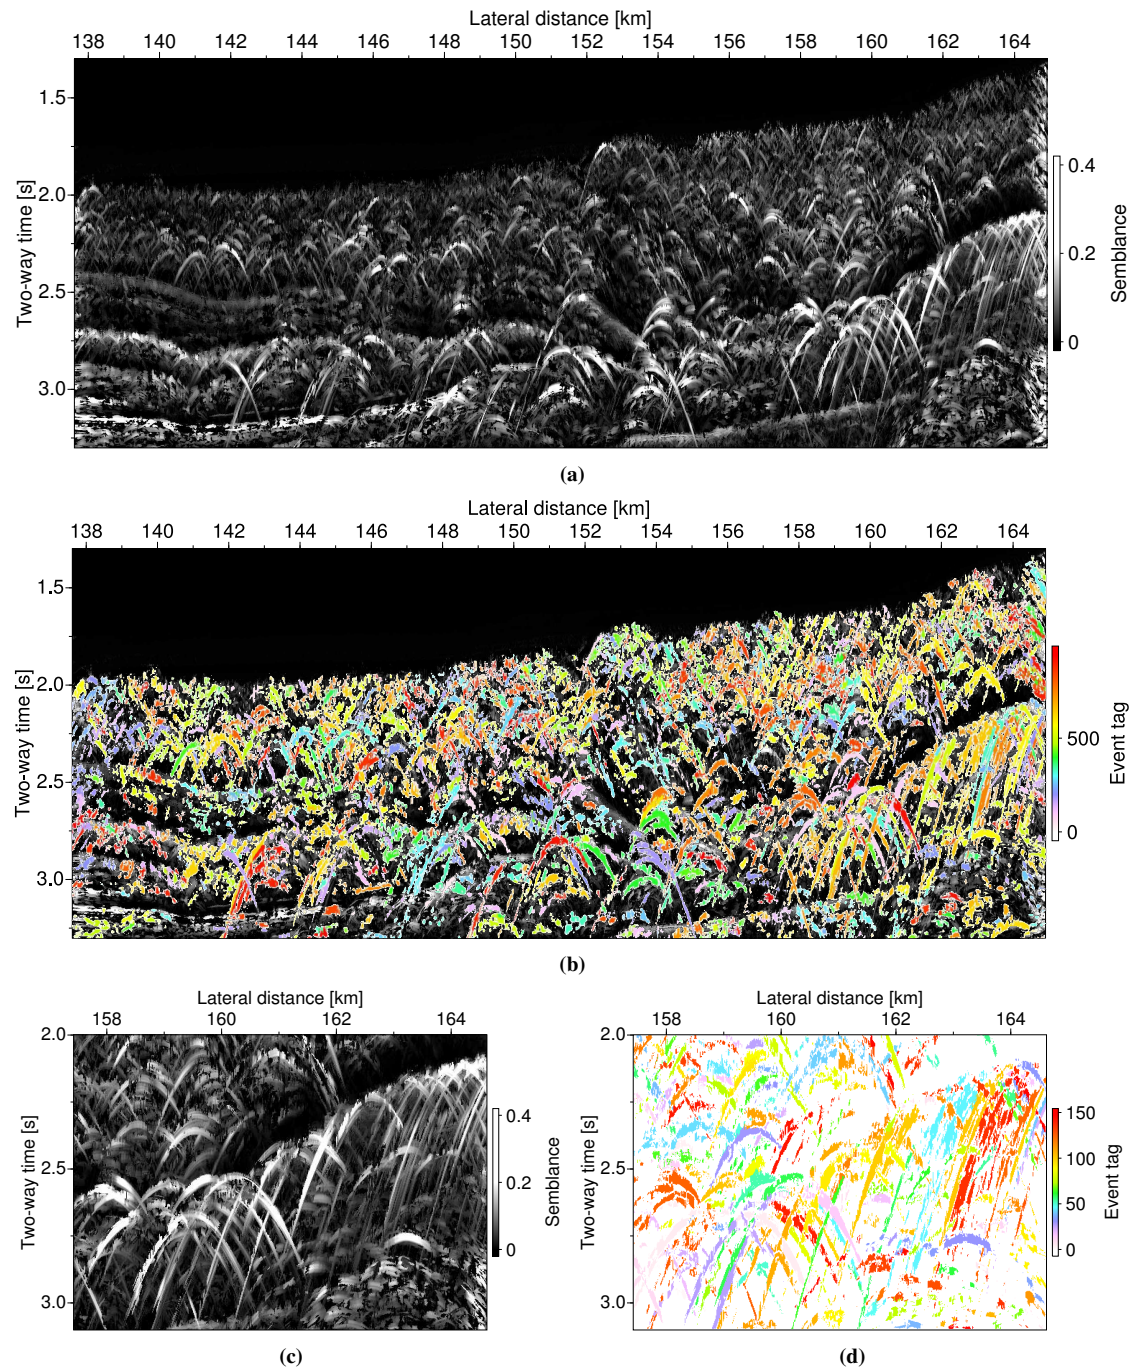 Lateral distance [km]
138 140 142 144 146 148 150 152 154 156 158 160 162 164
Two-way time [s]
1.5
2.0
2.5
3.0
Semblance
0.4
0.2
0
(a)
Lateral distance [km]
138 140 142 144 146 148 150 152 154 156 158 160 162 164
Two-way time [s]
1.5
2.0
2.5
3.0
Event tag
500
0
(b)
Lateral distance [km]
158 160 162 164
Two-way time [s]
2.0
2.5
3.0
Semblance
0.4
0.2
0
(c)
Lateral distance [km]
158 160 162 164
Two-way time [s]
2.0
2.5
3.0
Event tag
150
100
50
0
(d)